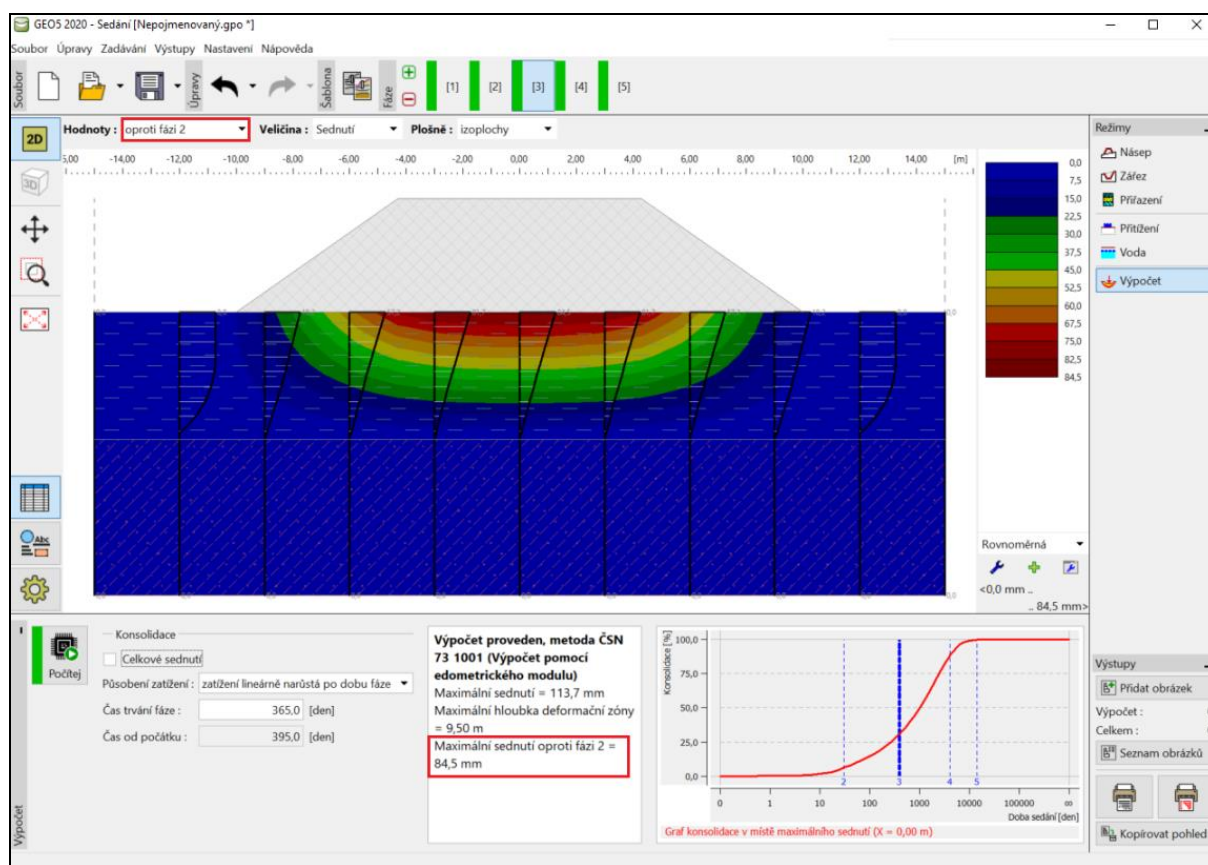 GEO5 2020 - Sedání [Nepojmenovaný.gpo *]
Soubor Úpravy Zadávání Výstupy Nastavení Nápověda
Soubor
Úpravy
Šablona
Fáze
[1] [2] [3] [4] [5]
2D
3D
Hodnoty : oproti fázi 2 Veličina : Sednutí Plošně : izoplochy
5,00 -14,00 -12,00 -10,00 -8,00 -6,00 -4,00 -2,00 0,00 2,00 4,00 6,00 8,00 10,00 12,00 14,00 [m]
0,0
7,5
15,0
22,5
30,0
37,5
45,0
52,5
60,0
67,5
75,0
82,5
84,5
Rovnoměrná
<0,0 mm ..
.. 84,5 mm>
Režimy
Násep
Zářez
Přiřazení
Přitížení
Voda
Výpočet
Abc
Výpočet
Počítej
Konsolidace
Celkové sednutí
Působení zatížení : zatížení lineárně narůstá po dobu fáze
Čas trvání fáze : 365,0 [den]
Čas od počátku : 395,0 [den]
Výpočet proveden, metoda ČSN
73 1001 (Výpočet pomocí
edometrického modulu)
Maximální sednutí = 113,7 mm
Maximální hloubka deformační zóny
= 9,50 m
Maximální sednutí oproti fázi 2 =
84,5 mm
Konsolidace [%]
100,0
75,0
50,0
25,0
0,0
2 3 4 5
0 1 10 100 1000 10000 100000 ∞
Doba sedání [den]
Graf konsolidace v místě maximálního sednutí (X = 0,00 m)
Výstupy
Přidat obrázek
Výpočet :
Celkem :
Seznam obrázků
Kopírovat pohled